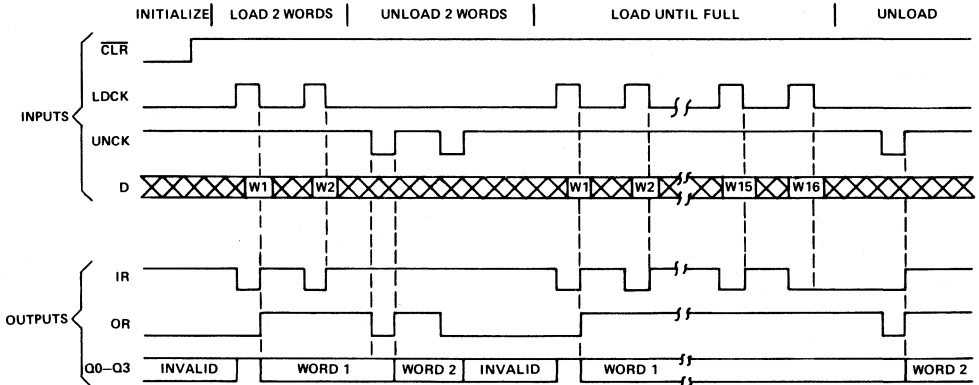 INITIALIZE LOAD 2 WORDS UNLOAD 2 WORDS LOAD UNTIL FULL UNLOAD
CLR
LDCK
INPUTS
UNCK
D W1 W2 W1 W2 W15 W16
IR
OUTPUTS
OR
Q0–Q3 INVALID WORD 1 WORD 2 INVALID WORD 1 WORD 2